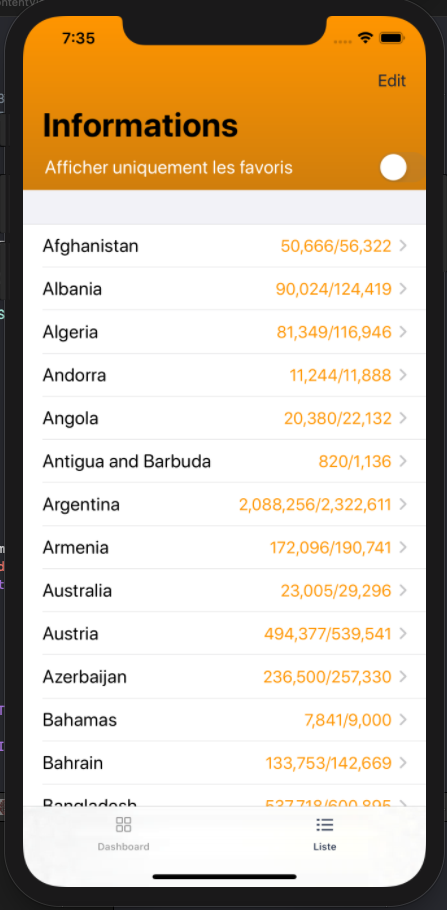 7:35
Edit
Informations
Afficher uniquement les favoris
Afghanistan 50,666/56,322
Albania 90,024/124,419
Algeria 81,349/116,946
Andorra 11,244/11,888
Angola 20,380/22,132
Antigua and Barbuda 820/1,136
Argentina 2,088,256/2,322,611
Armenia 172,096/190,741
Australia 23,005/29,296
Austria 494,377/539,541
Azerbaijan 236,500/257,330
Bahamas 7,841/9,000
Bahrain 133,753/142,669
Bangladesh 537,718/600,895
Dashboard Liste